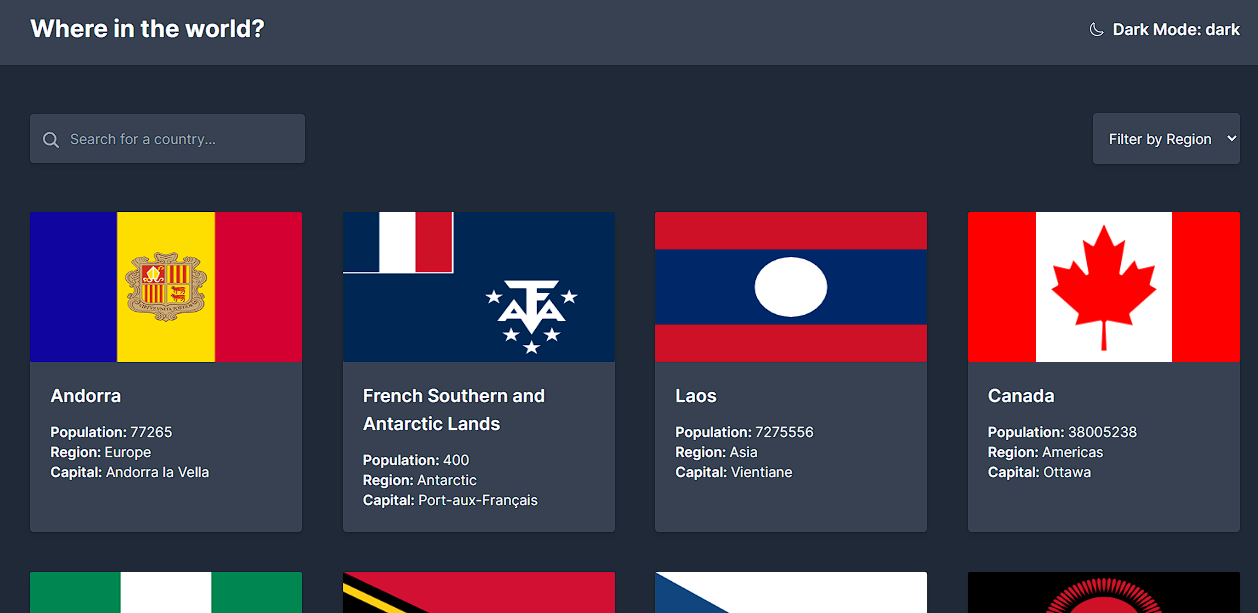 Where in the world?
Dark Mode: dark
Search for a country...
Filter by Region
Andorra
Population: 77265
Region: Europe
Capital: Andorra la Vella
French Southern and
Antarctic Lands
Population: 400
Region: Antarctic
Capital: Port-aux-Français
Laos
Population: 7275556
Region: Asia
Capital: Vientiane
Canada
Population: 38005238
Region: Americas
Capital: Ottawa